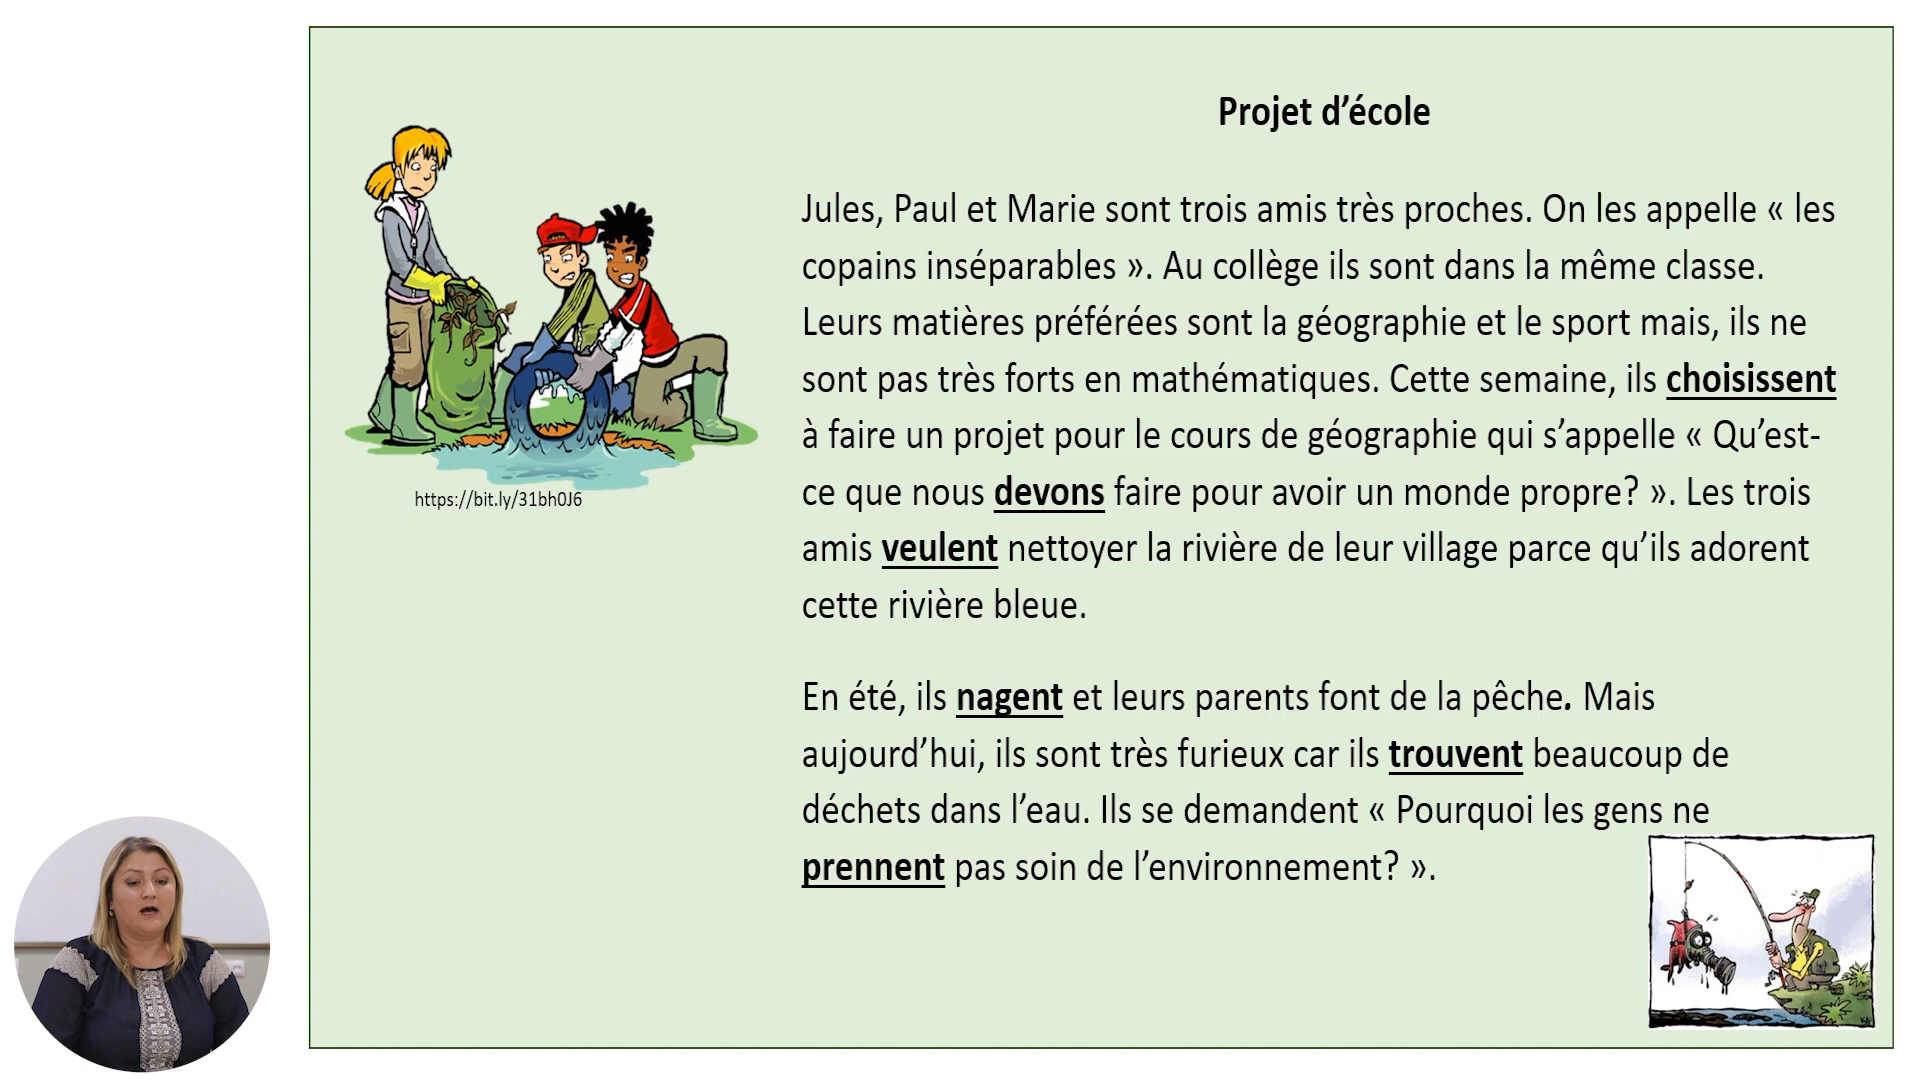 Projet d’école
Jules, Paul et Marie sont trois amis très proches. On les appelle « les
copains inséparables ». Au collège ils sont dans la même classe.
Leurs matières préférées sont la géographie et le sport mais, ils ne
sont pas très forts en mathématiques. Cette semaine, ils choisissent
à faire un projet pour le cours de géographie qui s’appelle « Qu’est-
ce que nous devons faire pour avoir un monde propre? ». Les trois
amis veulent nettoyer la rivière de leur village parce qu’ils adorent
cette rivière bleue.
En été, ils nagent et leurs parents font de la pêche. Mais
aujourd’hui, ils sont très furieux car ils trouvent beaucoup de
déchets dans l’eau. Ils se demandent « Pourquoi les gens ne
prennent pas soin de l’environnement? ».
https://bit.ly/31bh0J6